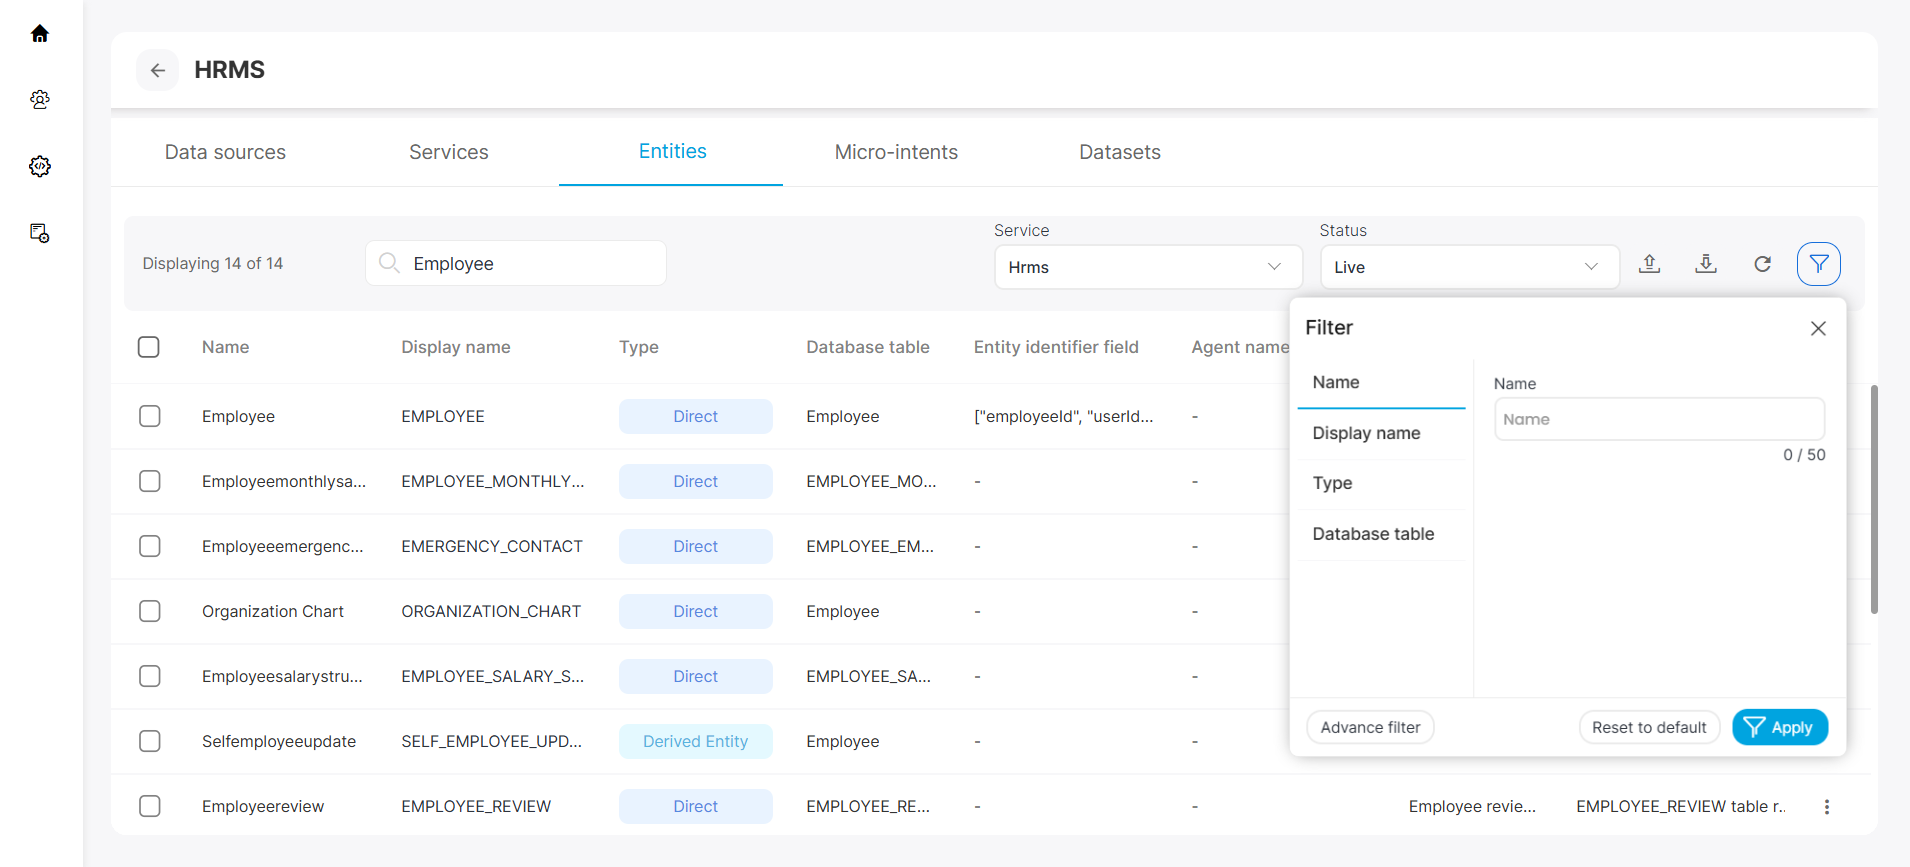 HRMS
Data sources
Services
Entities
Micro-intents
Datasets
Displaying 14 of 14
Employee
Service
Hrms
Status
Live
Name Display name Type Database table Entity identifier field Agent name
Employee EMPLOYEE Direct Employee ["employeeId", "userId... -
Employeemonthlysa... EMPLOYEE_MONTHLY... Direct EMPLOYEE_MO... - -
Employeeemergenc... EMERGENCY_CONTACT Direct EMPLOYEE_EM... - -
Organization Chart ORGANIZATION_CHART Direct Employee - -
Employeesalarystru... EMPLOYEE_SALARY_S... Direct EMPLOYEE_SA... - -
Selfemployeeupdate SELF_EMPLOYEE_UPD... Derived Entity Employee - -
Employeereview EMPLOYEE_REVIEW Direct EMPLOYEE_RE... - - Employee revie... EMPLOYEE_REVIEW table r..
Filter
Name
Display name
Type
Database table
Name
Name
0 / 50
Advance filter
Reset to default
Apply